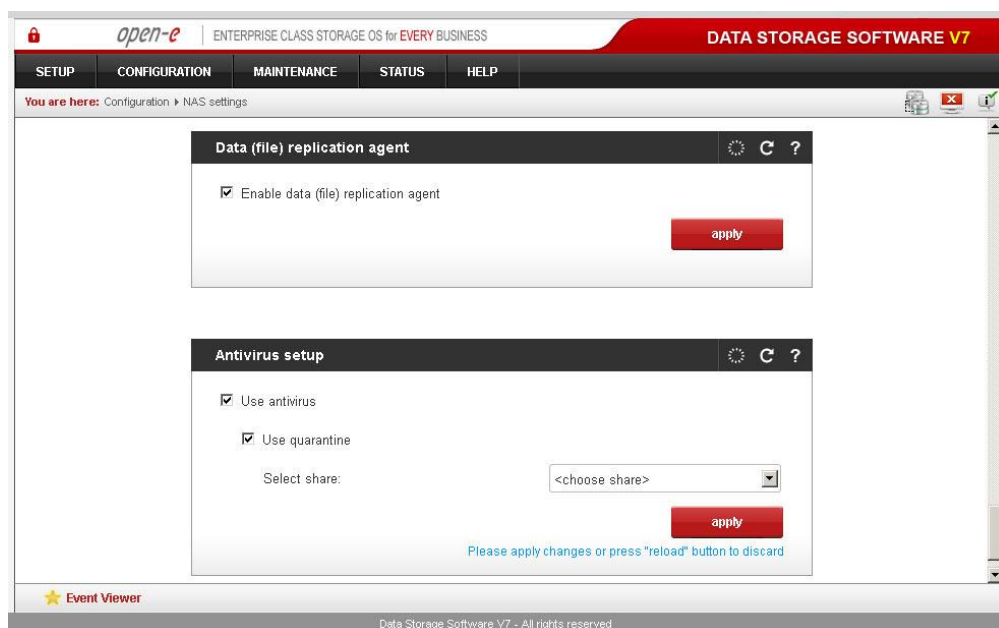 open-e ENTERPRISE CLASS STORAGE OS for EVERY BUSINESS DATA STORAGE SOFTWARE V7
SETUP CONFIGURATION MAINTENANCE STATUS HELP
You are here: Configuration ▸ NAS settings
Data (file) replication agent
Enable data (file) replication agent
apply
Antivirus setup
Use antivirus
Use quarantine
Select share: <choose share>
apply
Please apply changes or press "reload" button to discard
Event Viewer
Data Storage Software V7 - All rights reserved